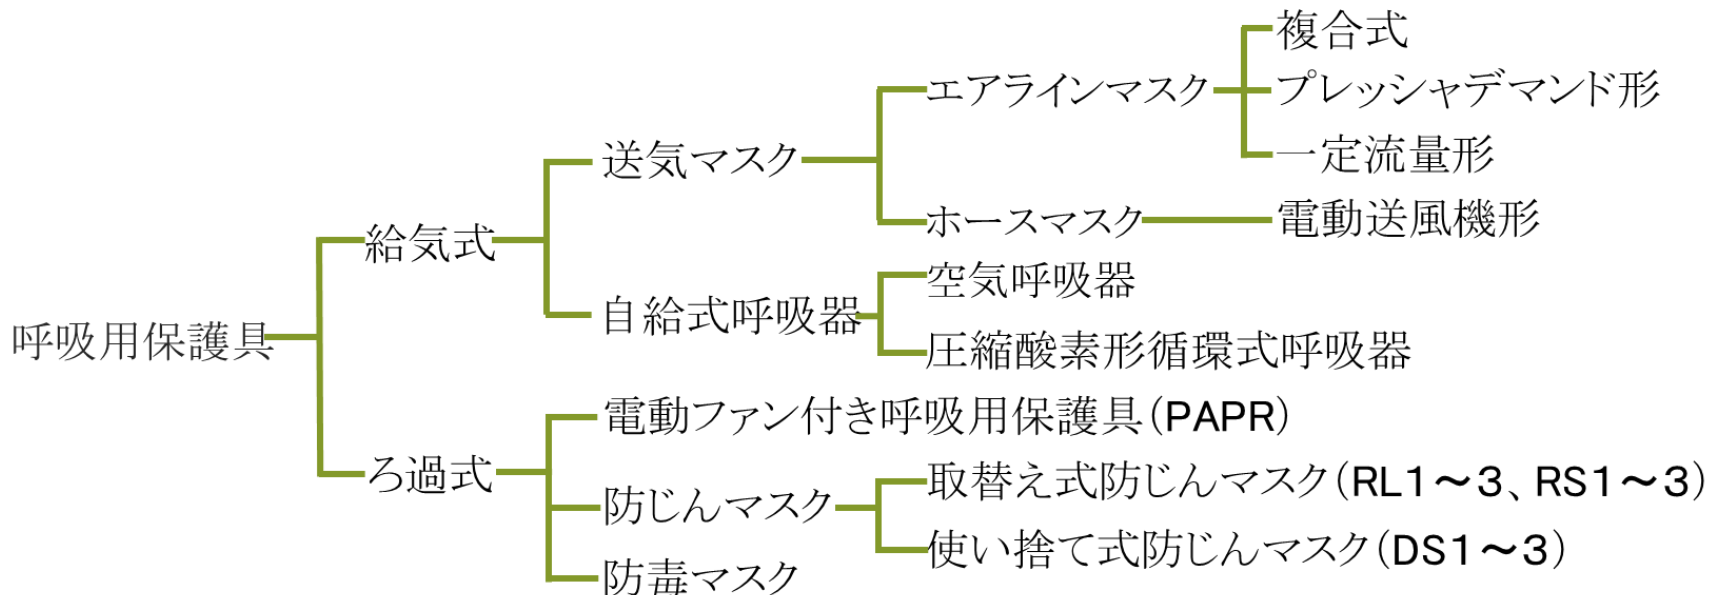 複合式
エアラインマスク
プレッシャデマンド形
一定流量形
送気マスク
ホースマスク
電動送風機形
給気式
空気呼吸器
自給式呼吸器
圧縮酸素形循環式呼吸器
呼吸用保護具
電動ファン付き呼吸用保護具(PAPR)
ろ過式
取替え式防じんマスク(RL1～3、RS1～3)
防じんマスク
使い捨て式防じんマスク(DS1～3)
防毒マスク